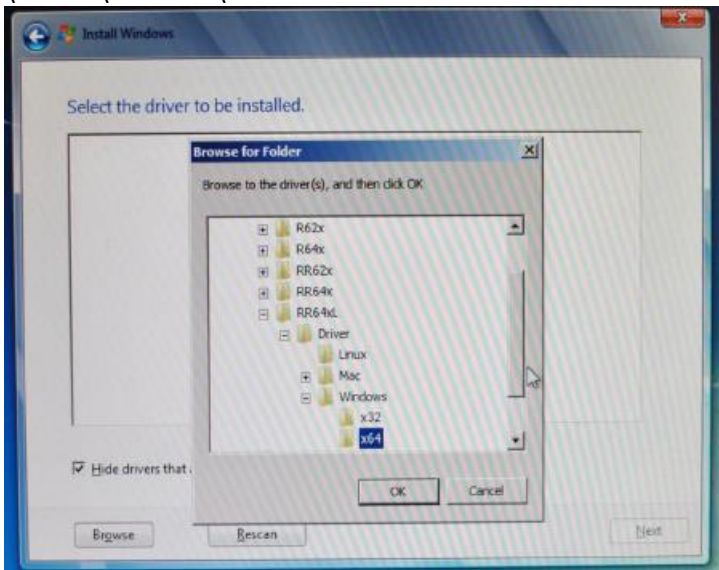 Install Windows
Select the driver to be installed.
Browse for Folder
Browse to the driver(s), and then click OK
R62x
R64x
RR62x
RR64x
RR64xL
Driver
Linux
Mac
Windows
x32
x64
Hide drivers that
OK Cancel
Browse Rescan Next